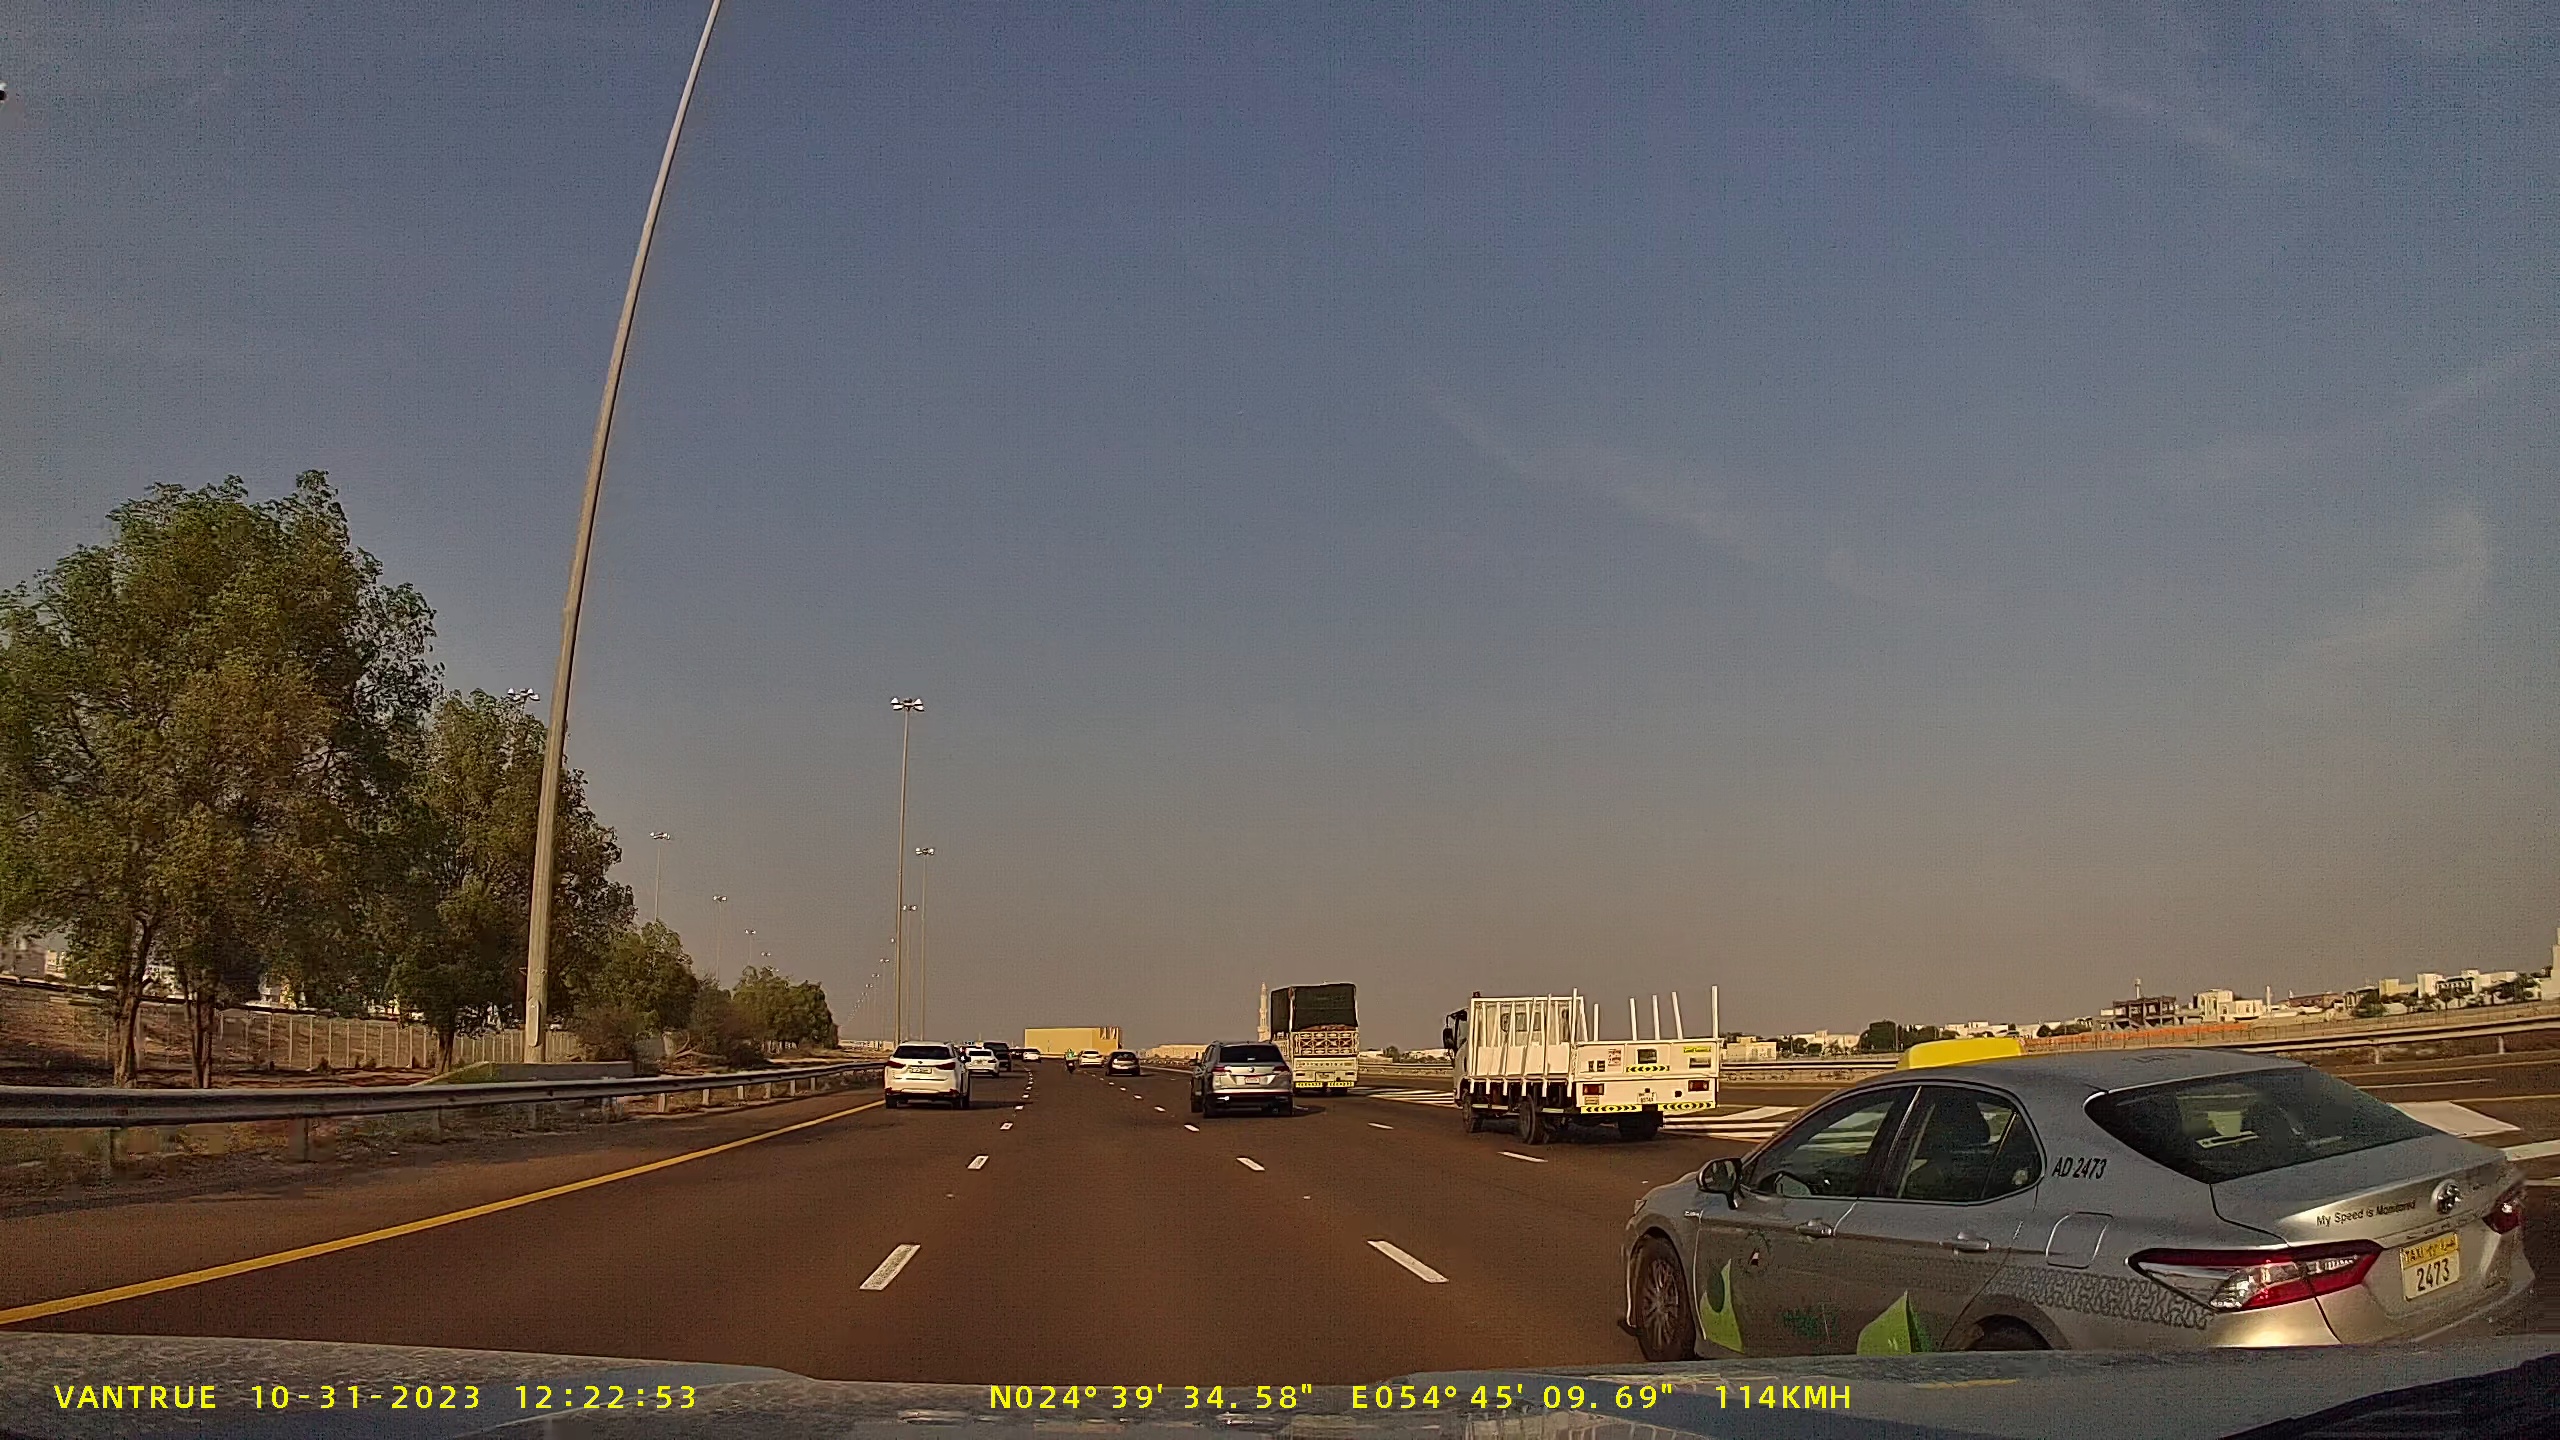 AD 2473
My Speed is Monitored
TAXI
2473
VANTRUE 10-31-2023 12:22:53 N024°39'34.58" E054°45'09.69" 114KMH